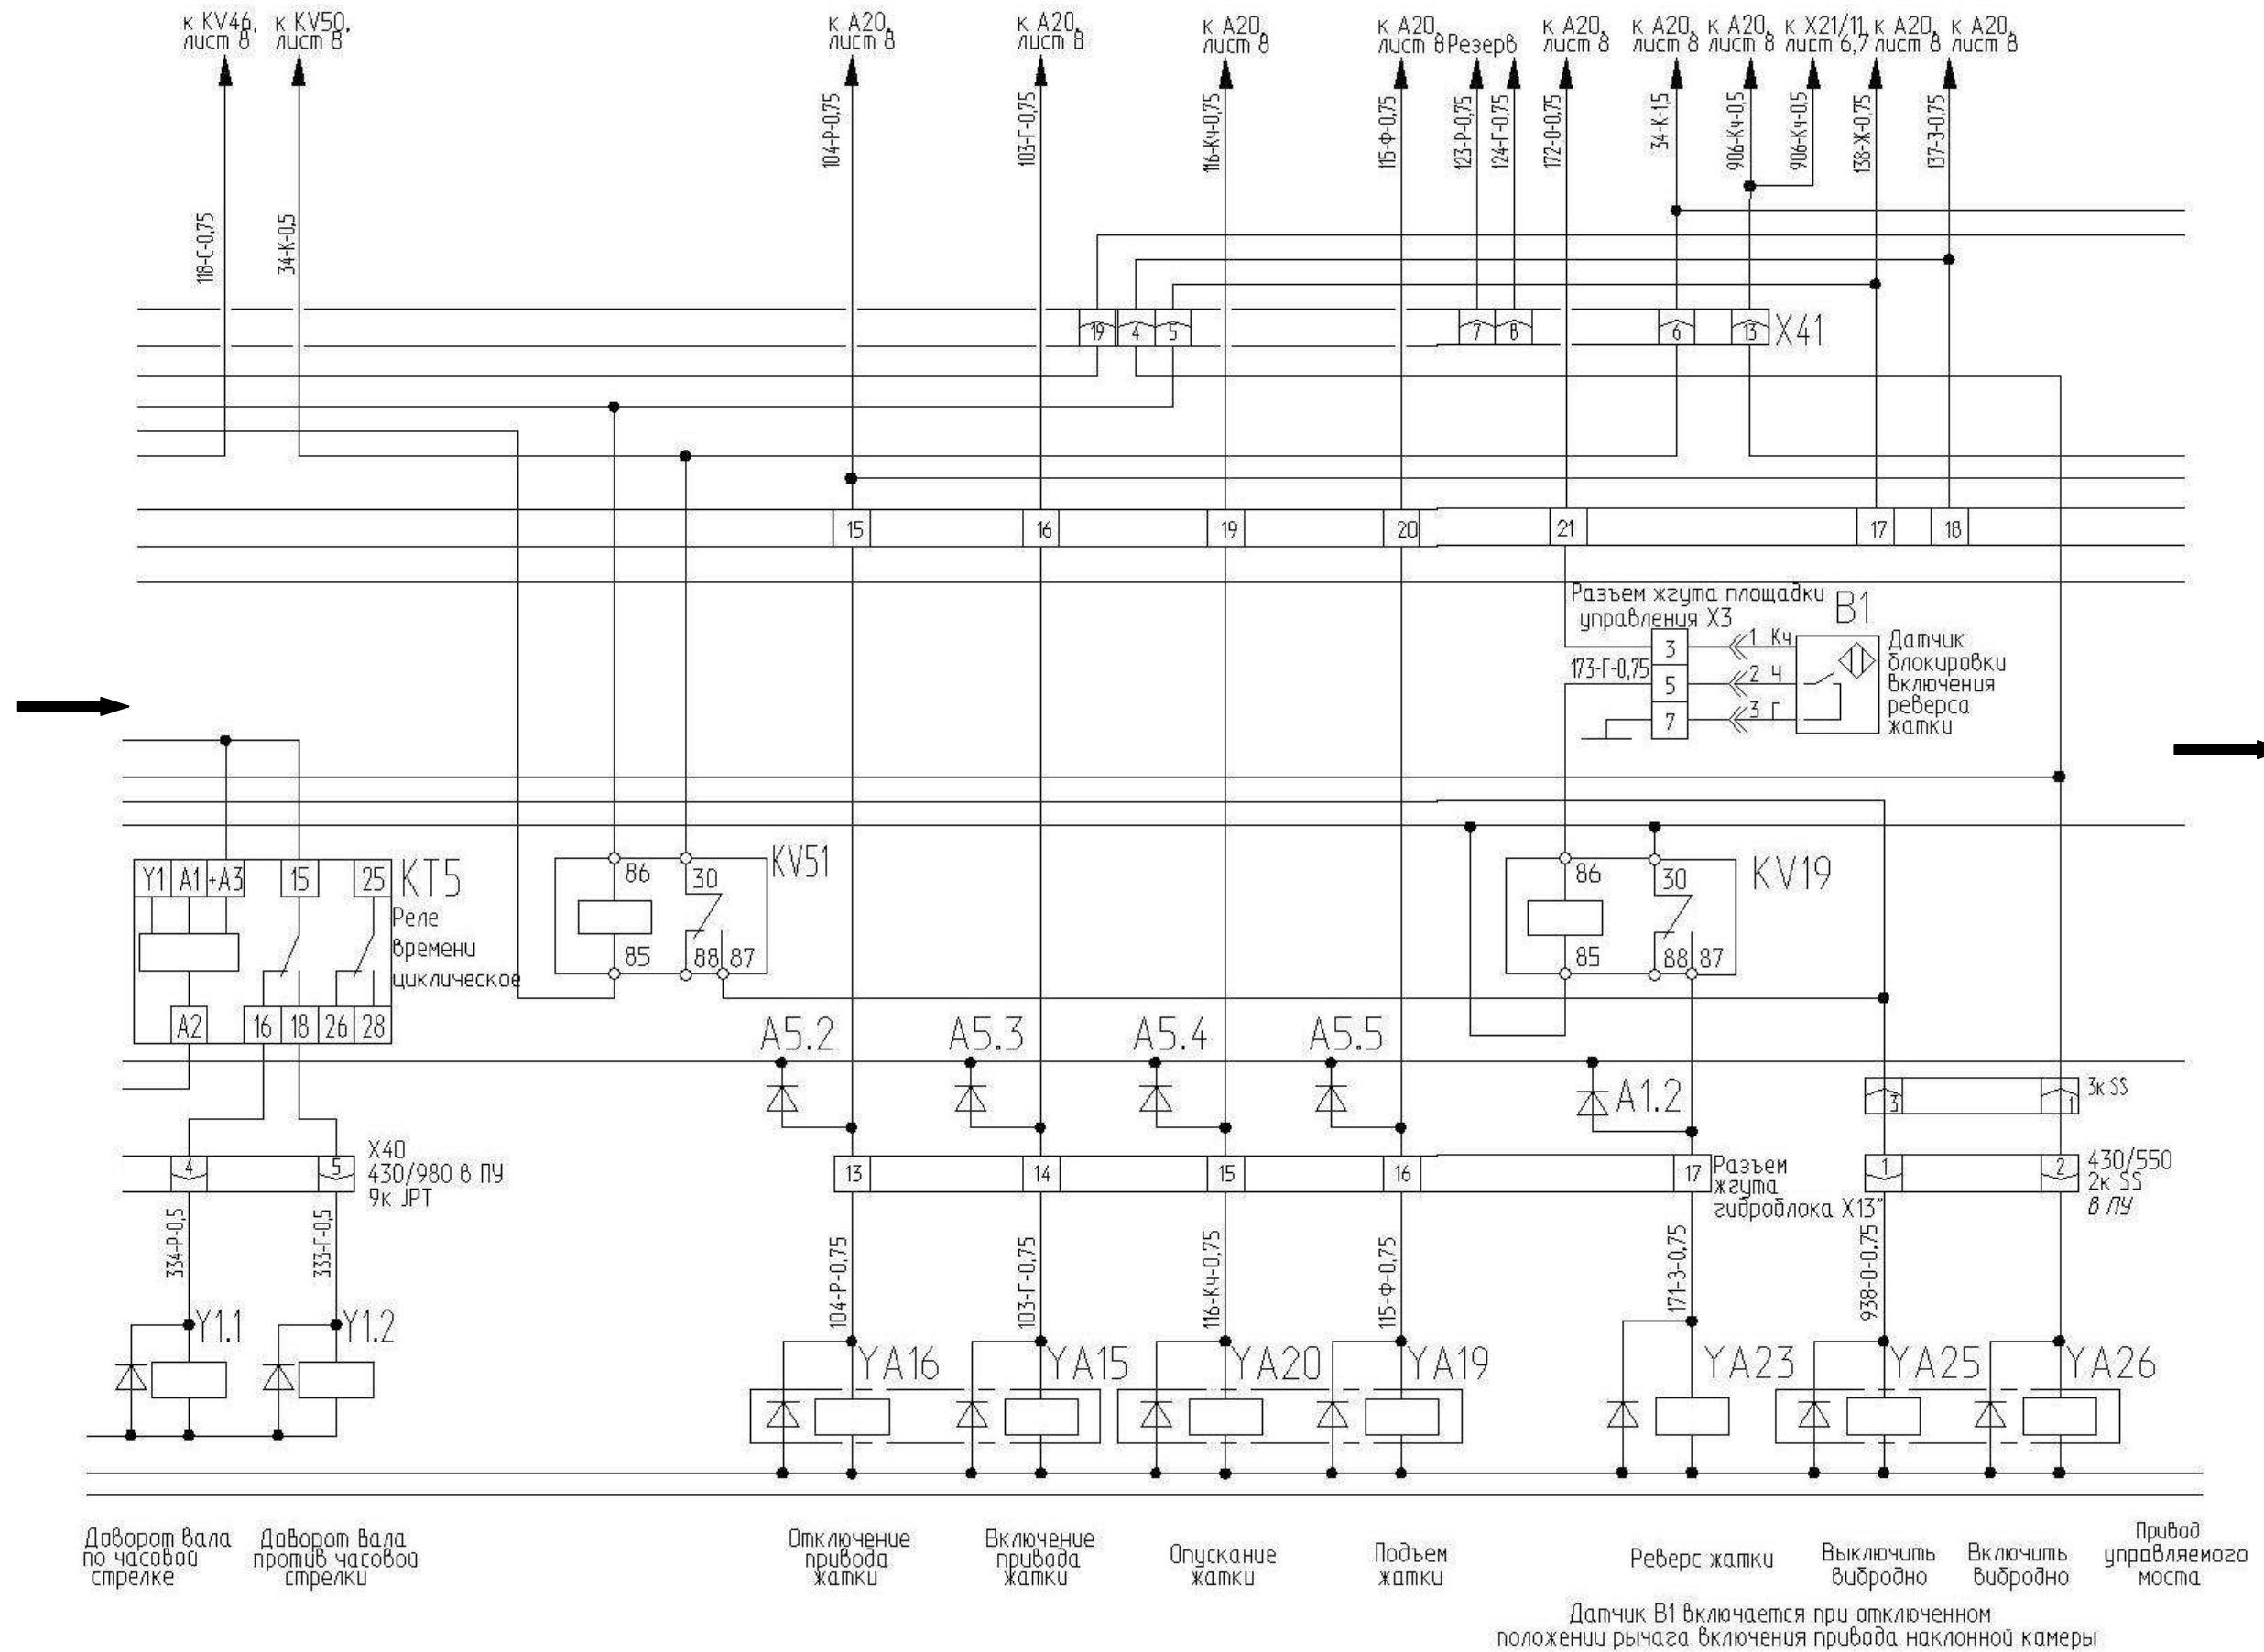 к KV46,
лист 8
к KV50,
лист 8
к А20,
лист 8
к А20,
лист 8
к А20,
лист 8
к А20,
лист 8
Резерв
к А20,
лист 8
к А20,
лист 8
к А20,
лист 8
к Х21/11,
лист 6,7
к А20,
лист 8
к А20,
лист 8
118-С-0,75
34-К-0,5
104-Р-0,75
103-Г-0,75
116-Кч-0,75
115-Ф-0,75
123-Р-0,75
124-Г-0,75
172-О-0,75
34-К-1,5
906-Кч-0,5
906-Кч-0,5
138-Ж-0,75
137-З-0,75
19
4
5
7
8
6
13
Х41
15
16
19
20
21
17
18
Разъем жгута площадки
управления Х3
В1
3
1 Кч
173-Г-0,75
5
2 Ч
7
3 Г
Датчик
блокировки
включения
реверса
жатки
Y1
A1
+A3
15
25
КТ5
Реле
времени
циклическое
A2
16
18
26
28
86
30
KV51
85
88
87
86
30
KV19
85
88
87
А5.2
А5.3
А5.4
А5.5
А1.2
3
1
3к SS
4
5
Х40
430/980 в ПУ
9к JPT
13
14
15
16
17
Разъем
жгута
гидроблока Х13"
1
2
430/550
2к SS
в ПУ
334-Р-0,5
333-Г-0,5
104-Р-0,75
103-Г-0,75
116-Кч-0,75
115-Ф-0,75
171-З-0,75
938-О-0,75
Y1.1
Y1.2
YA16
YA15
YA20
YA19
YA23
YA25
YA26
Доворот вала
по часовой
стрелке
Доворот вала
против часовой
стрелки
Отключение
привода
жатки
Включение
привода
жатки
Опускание
жатки
Подъем
жатки
Реверс жатки
Выключить
вибродно
Включить
вибродно
Привод
управляемого
моста
Датчик В1 включается при отключенном
положении рычага включения привода наклонной камеры